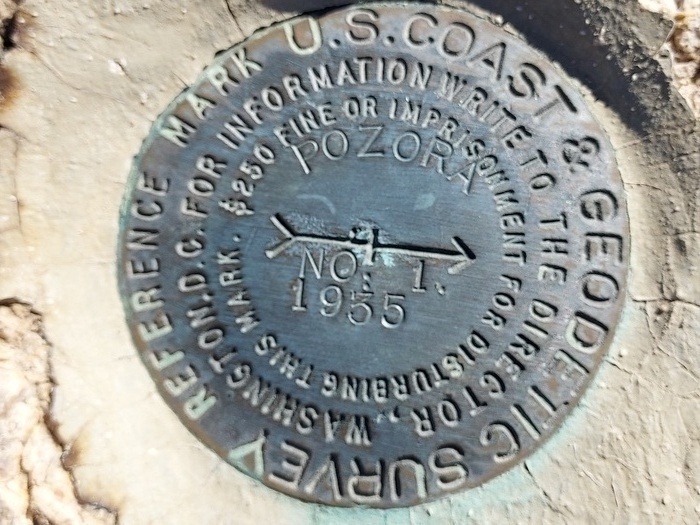 U.S. COAST & GEODETIC SURVEY REFERENCE MARK
FOR INFORMATION WRITE TO THE DIRECTOR, WASHINGTON, D.C.
$250 FINE OR IMPRISONMENT FOR DISTURBING THIS MARK.
POZORA
NO. 1.
1935